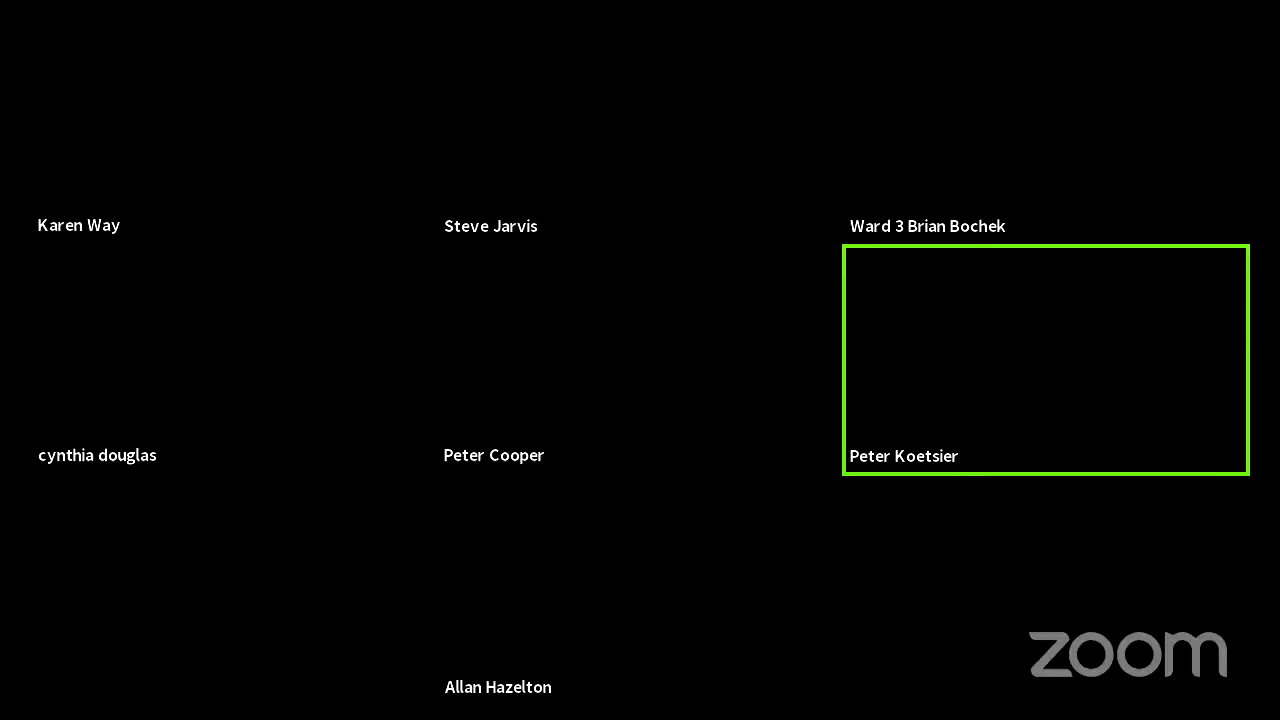 Karen Way
Steve Jarvis
Ward 3 Brian Bochek
cynthia douglas
Peter Cooper
Peter Koetsier
Allan Hazelton
zoom